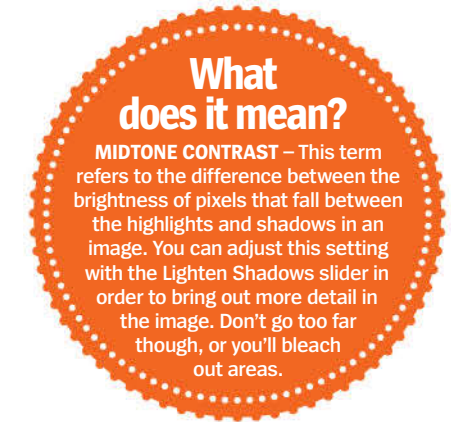 What
does it mean?
MIDTONE CONTRAST – This term
refers to the difference between the
brightness of pixels that fall between
the highlights and shadows in an
image. You can adjust this setting
with the Lighten Shadows slider in
order to bring out more detail in
the image. Don't go too far
though, or you'll bleach
out areas.